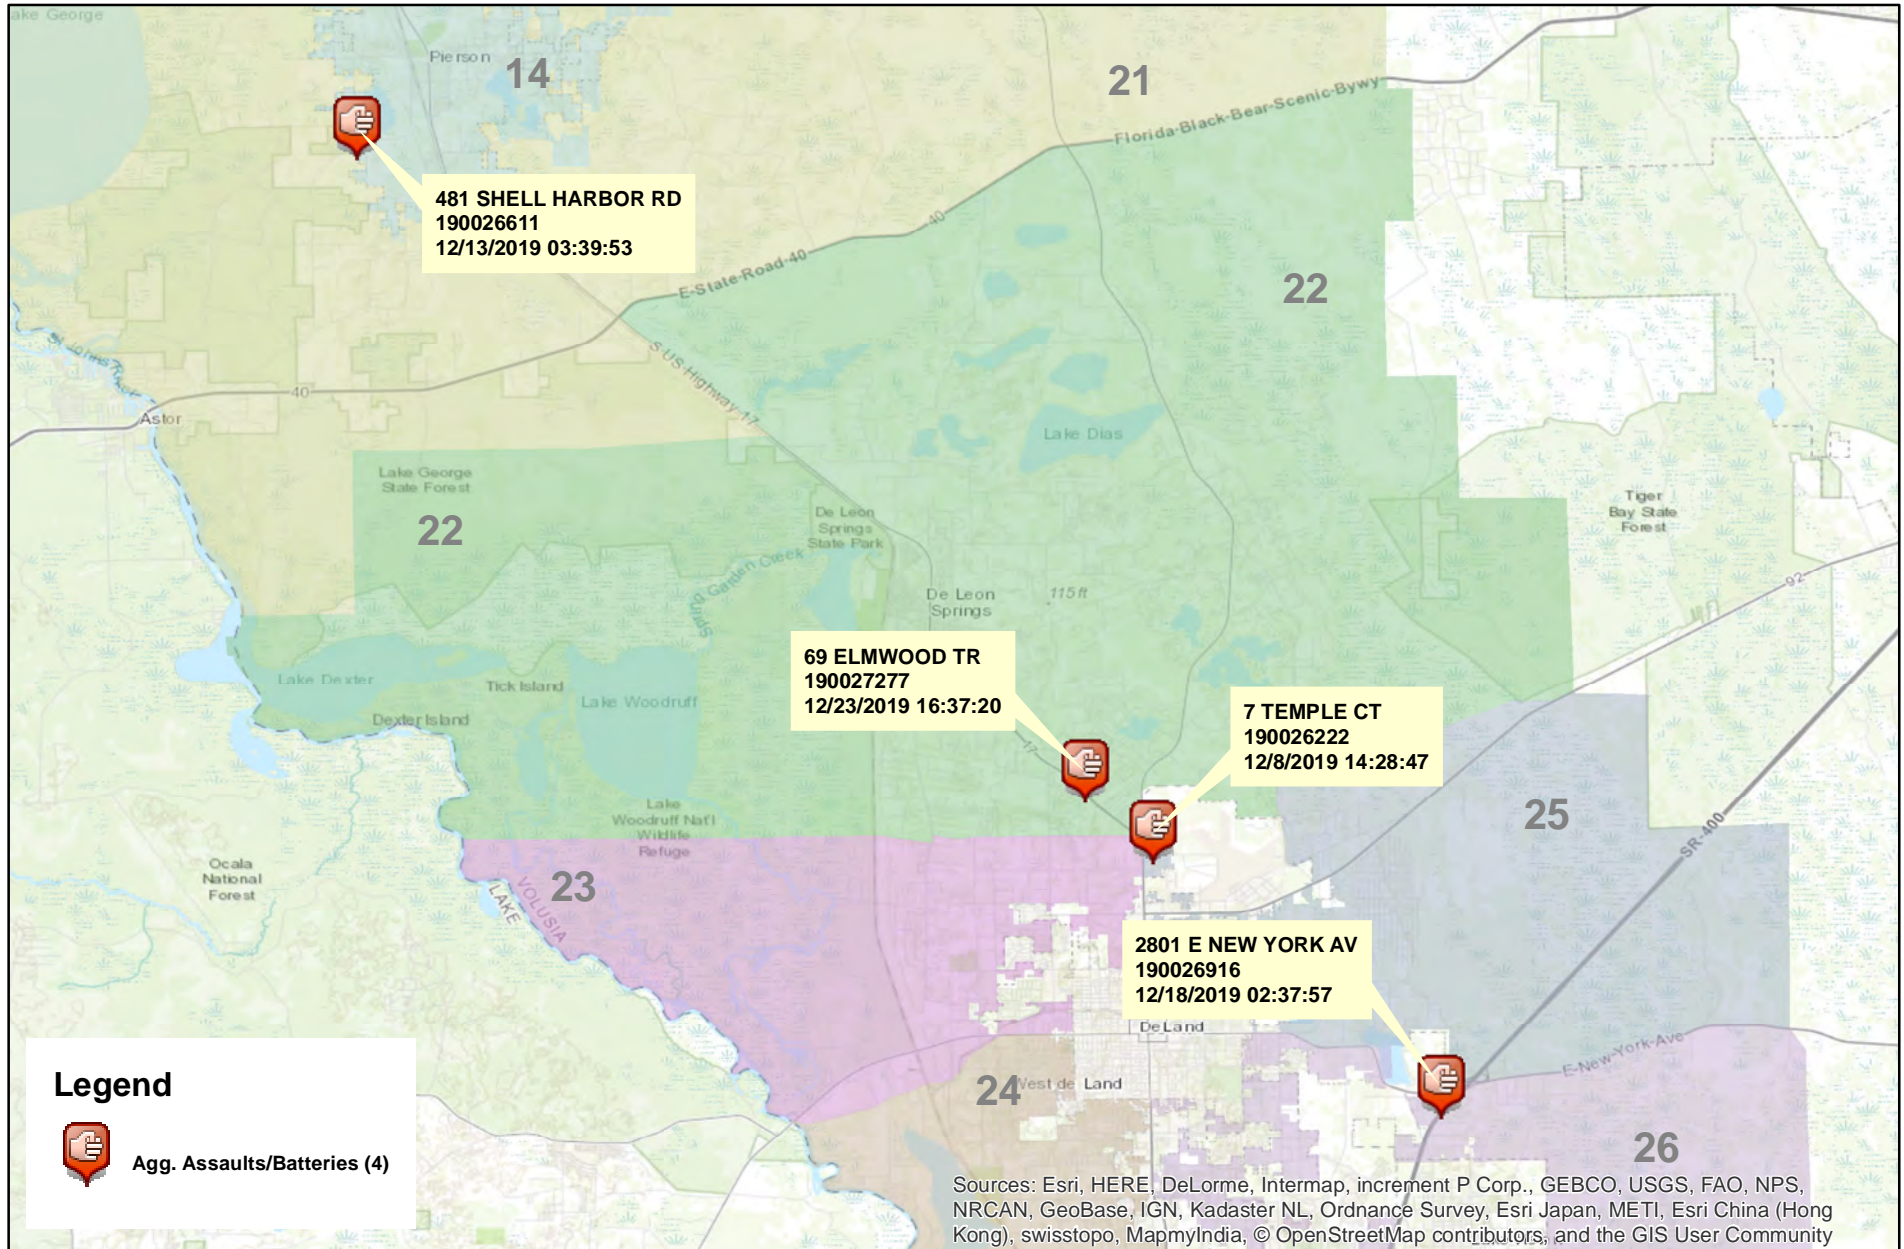 ake George
Pierson
14
21
Florida-Black-Bear-Scenic-Bywy
481 SHELL HARBOR RD
190026611
12/13/2019 03:39:53
40
E-State-Road-40
22
St Johns River
S-US-Highway-17
40
Astor
Lake Dias
Lake George
State Forest
22
De Leon
Springs
State Park
Tiger
Bay State
Forest
Spring Garden Creek
92
De Leon
Springs
115 ft
69 ELMWOOD TR
190027277
12/23/2019 16:37:20
Lake Dexter
Tick Island
Lake Woodruff
Dexter Island
7 TEMPLE CT
190026222
12/8/2019 14:28:47
17
Lake
Woodruff Nat'l
Wildlife
Refuge
25
SR-400
Ocala
National
Forest
23
LAKE
VOLUSIA
2801 E NEW YORK AV
190026916
12/18/2019 02:37:57
DeLand
E-New-York-Ave
24
West de Land
26
Legend
Agg. Assaults/Batteries (4)
Sources: Esri, HERE, DeLorme, Intermap, increment P Corp., GEBCO, USGS, FAO, NPS,
NRCAN, GeoBase, IGN, Kadaster NL, Ordnance Survey, Esri Japan, METI, Esri China (Hong
Kong), swisstopo, MapmyIndia, © OpenStreetMap contributors, and the GIS User Community